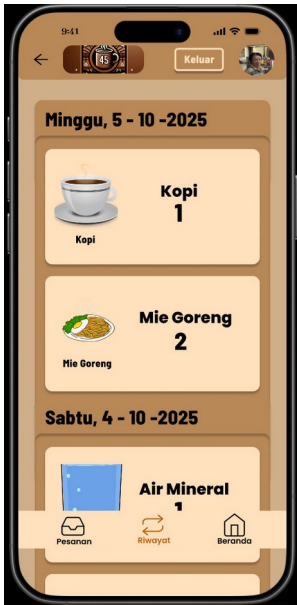 9:41
45
Keluar
Minggu, 5 - 10 -2025
Kopi
1
Kopi
Mie Goreng
2
Mie Goreng
Sabtu, 4 - 10 -2025
Air Mineral
1
Pesanan
Riwayat
Beranda